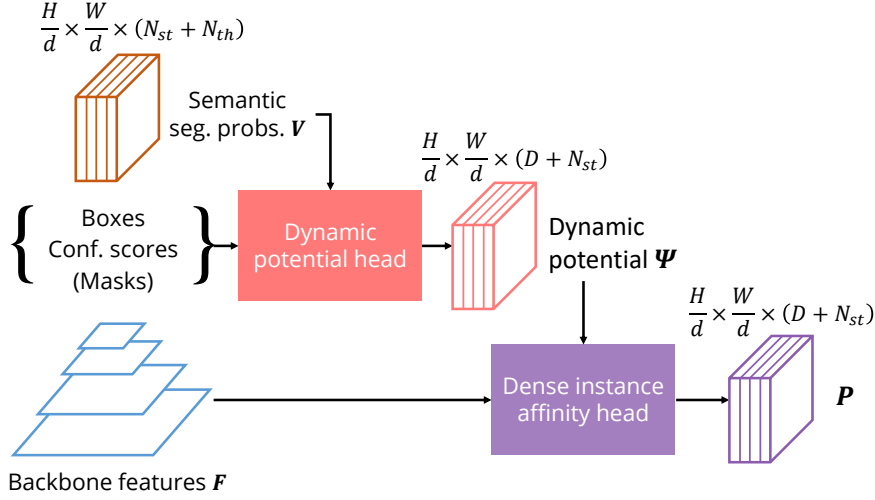 H/d × W/d × (N_st + N_th)
Semantic
seg. probs. V
H/d × W/d × (D + N_st)
{ Boxes
Conf. scores
(Masks) }
Dynamic
potential head
Dynamic
potential Ψ
H/d × W/d × (D + N_st)
Dense instance
affinity head
P
Backbone features F